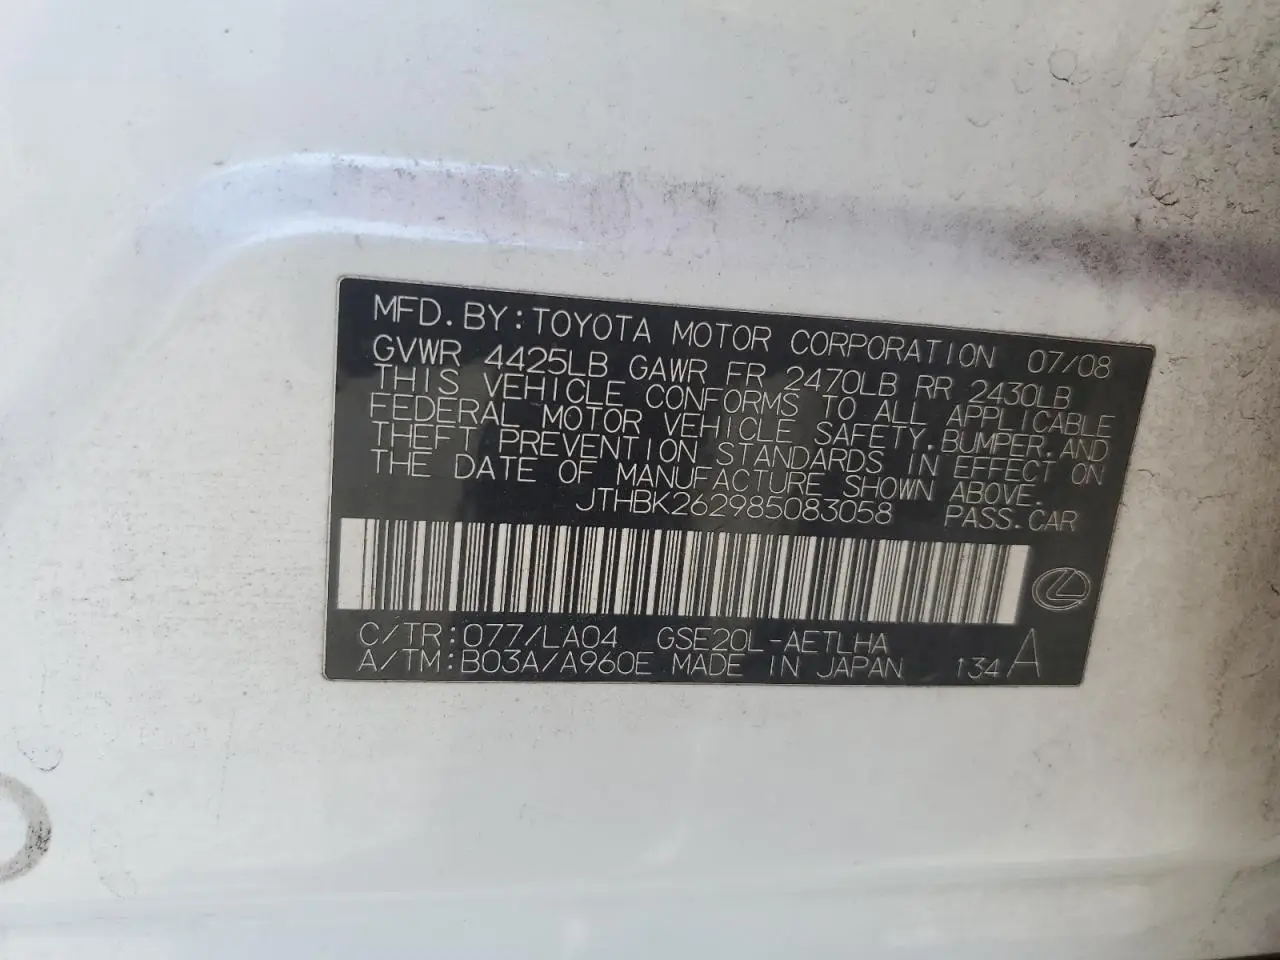 MFD.BY:TOYOTA MOTOR CORPORATION 07/08
GVWR 4425LB GAWR FR 2470LB RR 2430LB
THIS VEHICLE CONFORMS TO ALL APPLICABLE
FEDERAL MOTOR VEHICLE SAFETY,BUMPER,AND
THEFT PREVENTION STANDARDS IN EFFECT ON
THE DATE OF MANUFACTURE SHOWN ABOVE.
JTHBK262985083058 PASS.CAR
C/TR:077/LA04 GSE20L-AETLHA
A/TM:B03A/A960E MADE IN JAPAN 134 A